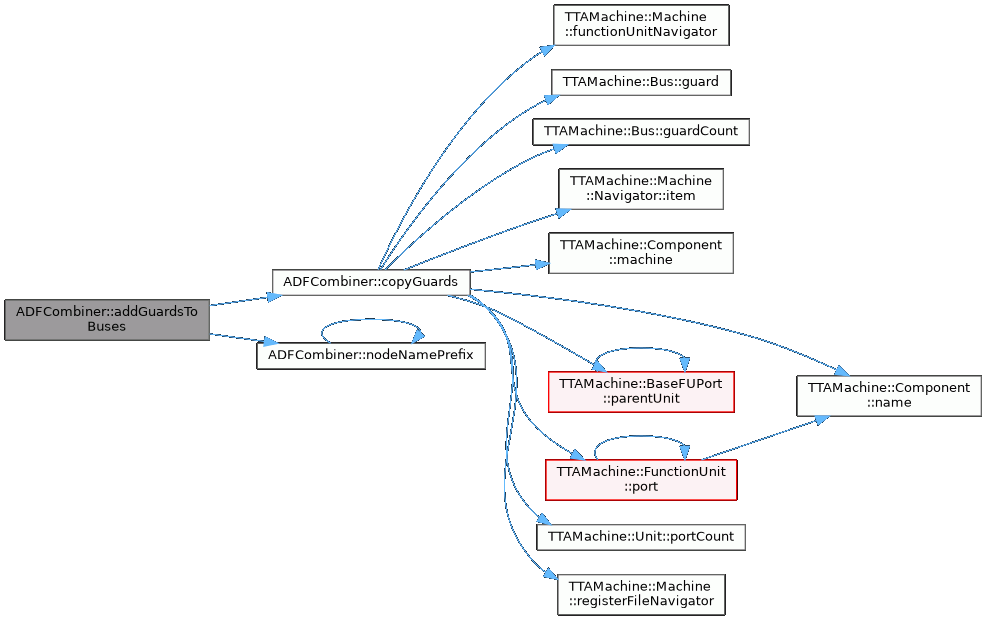 TTAMachine::Machine
::functionUnitNavigator
TTAMachine::Bus::guard
TTAMachine::Bus::guardCount
TTAMachine::Machine
::Navigator::item
TTAMachine::Component
::machine
ADFCombiner::copyGuards
ADFCombiner::addGuardsTo
Buses
ADFCombiner::nodeNamePrefix
TTAMachine::BaseFUPort
::parentUnit
TTAMachine::Component
::name
TTAMachine::FunctionUnit
::port
TTAMachine::Unit::portCount
TTAMachine::Machine
::registerFileNavigator